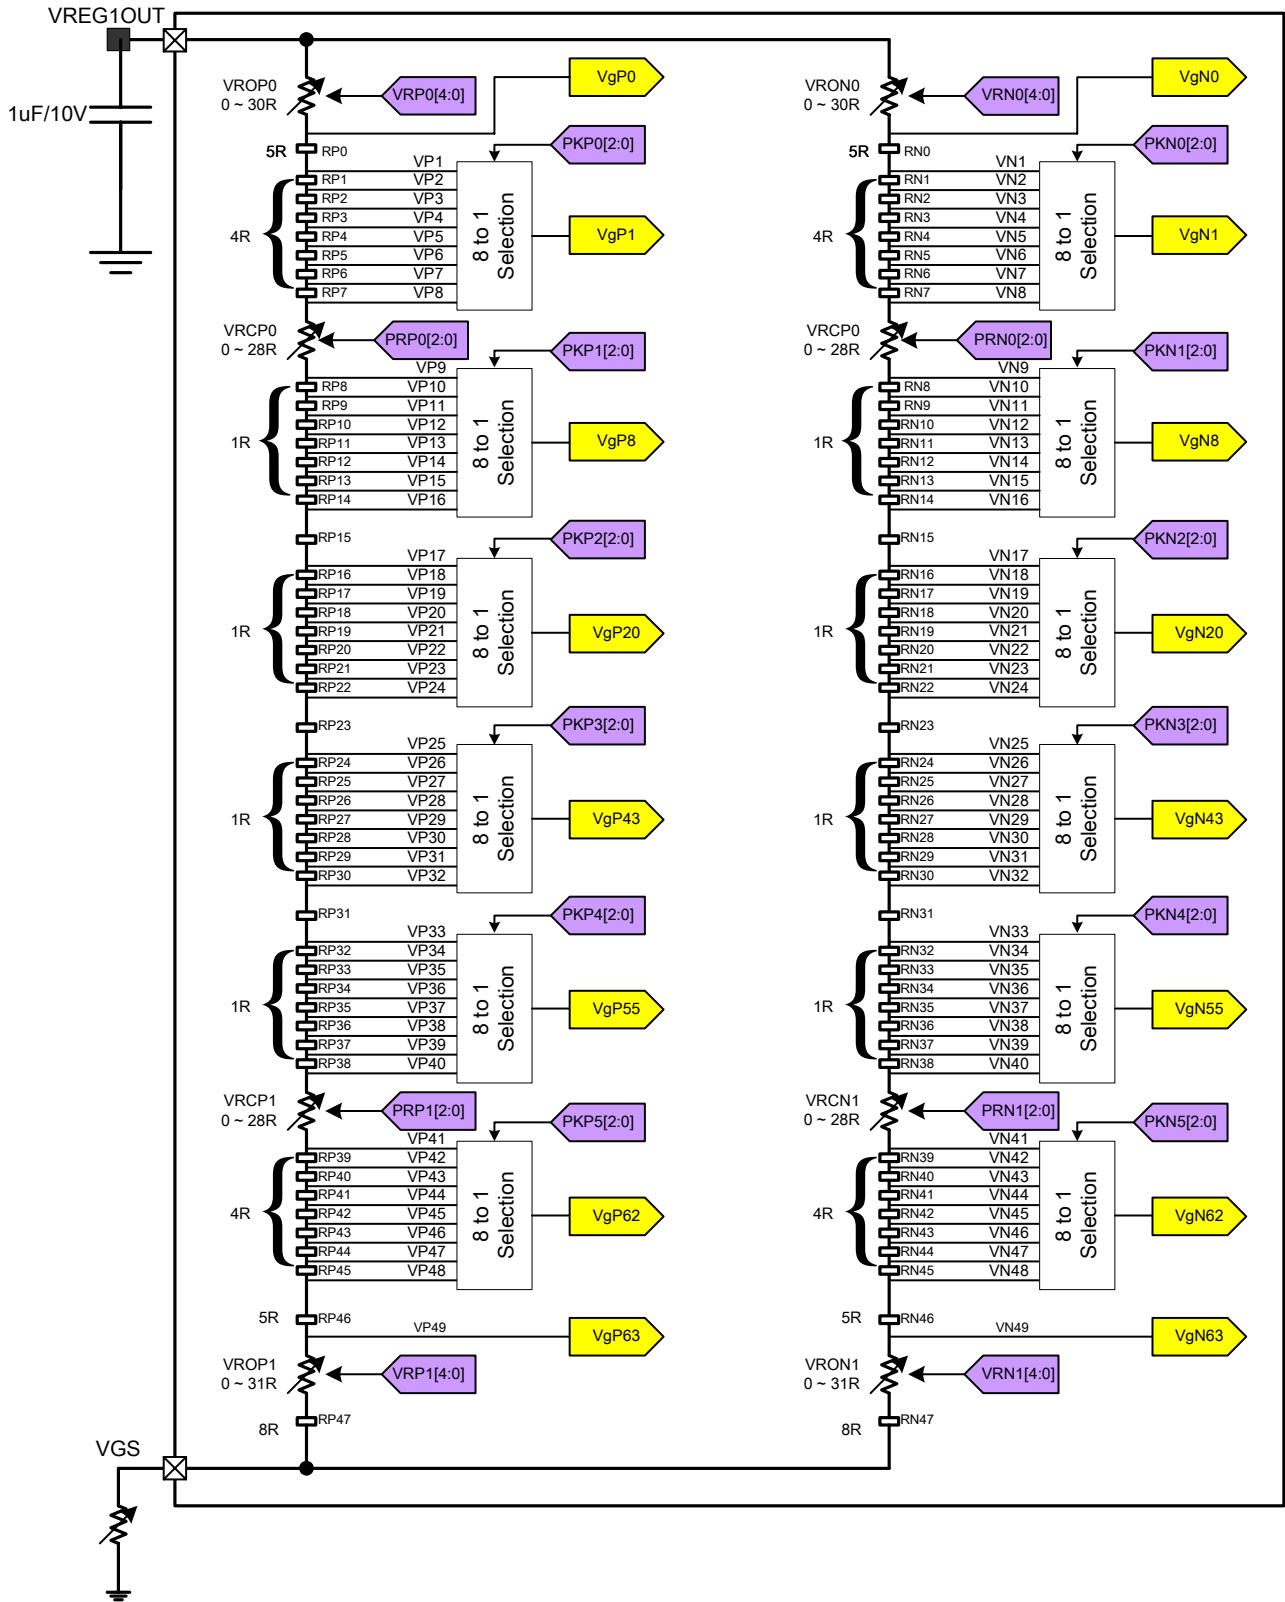 VREG1OUT
1uF/10V
VROP0
0 ~ 30R
VRP0[4:0]
VgP0
5R
RP0
PKP0[2:0]
VP1
RP1
VP2
RP2
VP3
RP3
VP4
4R
RP4
VP5
RP5
VP6
RP6
VP7
RP7
VP8
8 to 1
Selection
VgP1
VRCP0
0 ~ 28R
PRP0[2:0]
PKP1[2:0]
VP9
RP8
VP10
RP9
VP11
RP10
VP12
1R
RP11
VP13
RP12
VP14
RP13
VP15
RP14
VP16
8 to 1
Selection
VgP8
RP15
PKP2[2:0]
VP17
RP16
VP18
RP17
VP19
RP18
VP20
1R
RP19
VP21
RP20
VP22
RP21
VP23
RP22
VP24
8 to 1
Selection
VgP20
RP23
PKP3[2:0]
VP25
RP24
VP26
RP25
VP27
RP26
VP28
1R
RP27
VP29
RP28
VP30
RP29
VP31
RP30
VP32
8 to 1
Selection
VgP43
RP31
PKP4[2:0]
VP33
RP32
VP34
RP33
VP35
RP34
VP36
1R
RP35
VP37
RP36
VP38
RP37
VP39
RP38
VP40
8 to 1
Selection
VgP55
VRCP1
0 ~ 28R
PRP1[2:0]
PKP5[2:0]
VP41
RP39
VP42
RP40
VP43
RP41
VP44
4R
RP42
VP45
RP43
VP46
RP44
VP47
RP45
VP48
8 to 1
Selection
VgP62
5R
RP46
VP49
VgP63
VROP1
0 ~ 31R
VRP1[4:0]
8R
RP47
VGS
VRON0
0 ~ 30R
VRN0[4:0]
VgN0
5R
RN0
PKN0[2:0]
VN1
RN1
VN2
RN2
VN3
RN3
VN4
4R
RN4
VN5
RN5
VN6
RN6
VN7
RN7
VN8
8 to 1
Selection
VgN1
VRCP0
0 ~ 28R
PRN0[2:0]
PKN1[2:0]
VN9
RN8
VN10
RN9
VN11
RN10
VN12
1R
RN11
VN13
RN12
VN14
RN13
VN15
RN14
VN16
8 to 1
Selection
VgN8
RN15
PKN2[2:0]
VN17
RN16
VN18
RN17
VN19
RN18
VN20
1R
RN19
VN21
RN20
VN22
RN21
VN23
RN22
VN24
8 to 1
Selection
VgN20
RN23
PKN3[2:0]
VN25
RN24
VN26
RN25
VN27
RN26
VN28
1R
RN27
VN29
RN28
VN30
RN29
VN31
RN30
VN32
8 to 1
Selection
VgN43
RN31
PKN4[2:0]
VN33
RN32
VN34
RN33
VN35
RN34
VN36
1R
RN35
VN37
RN36
VN38
RN37
VN39
RN38
VN40
8 to 1
Selection
VgN55
VRCN1
0 ~ 28R
PRN1[2:0]
PKN5[2:0]
VN41
RN39
VN42
RN40
VN43
RN41
VN44
4R
RN42
VN45
RN43
VN46
RN44
VN47
RN45
VN48
8 to 1
Selection
VgN62
5R
RN46
VN49
VgN63
VRON1
0 ~ 31R
VRN1[4:0]
8R
RN47